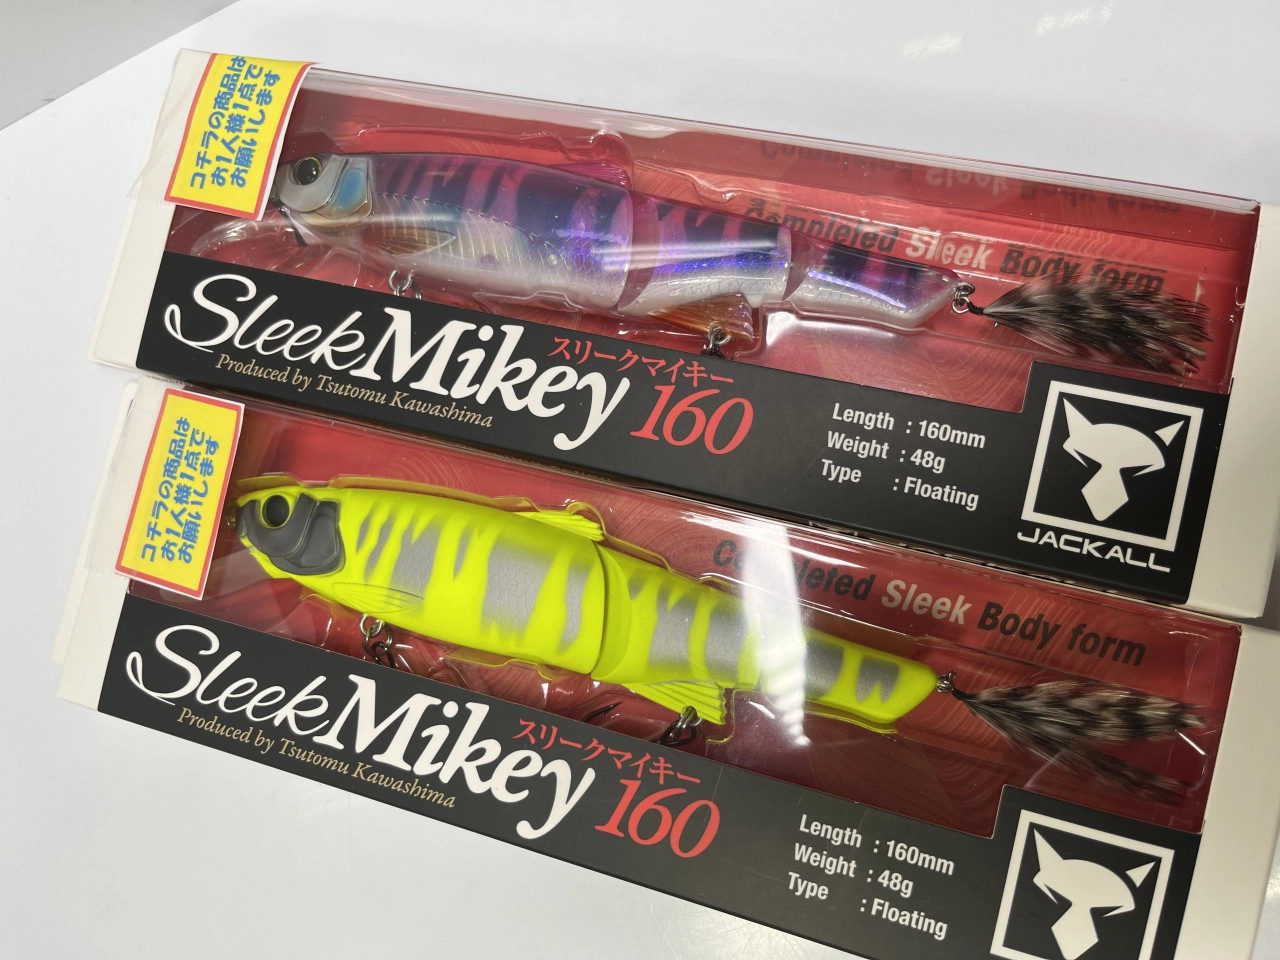 コチラの商品は
お1人様1点で
お願いします
Completed Sleek Body form
Sleek Mikey
スリークマイキー
160
Produced by Tsutomu Kawashima
Length : 160mm
Weight : 48g
Type : Floating
JACKALL
コチラの商品は
お1人様1点で
お願いします
Completed Sleek Body form
Sleek Mikey
スリークマイキー
160
Produced by Tsutomu Kawashima
Length : 160mm
Weight : 48g
Type : Floating